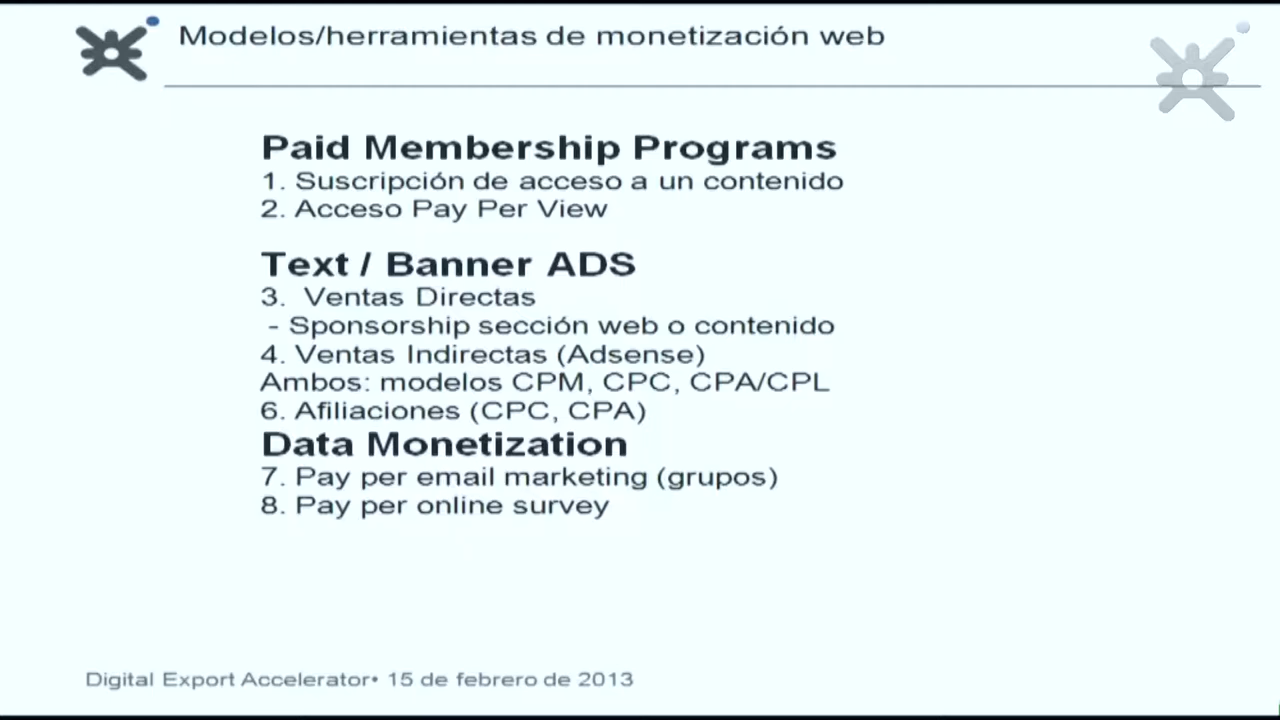 Modelos/herramientas de monetización web
Paid Membership Programs
1. Suscripción de acceso a un contenido
2. Acceso Pay Per View
Text / Banner ADS
3. Ventas Directas
- Sponsorship sección web o contenido
4. Ventas Indirectas (Adsense)
Ambos: modelos CPM, CPC, CPA/CPL
6. Afiliaciones (CPC, CPA)
Data Monetization
7. Pay per email marketing (grupos)
8. Pay per online survey
Digital Export Accelerator• 15 de febrero de 2013